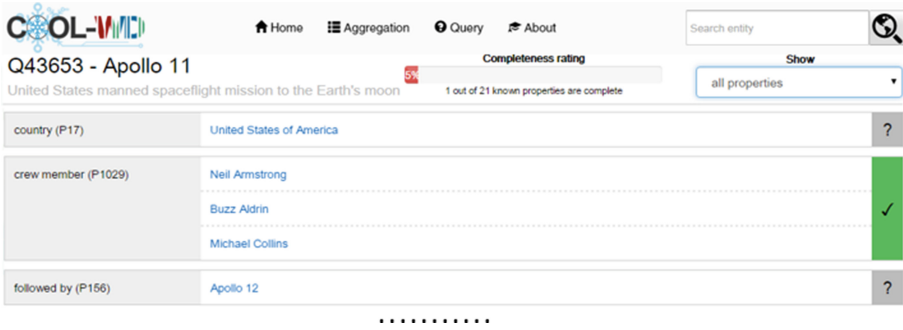 COOL-WD
Home Aggregation Query About Search entity
Q43653 - Apollo 11
United States manned spaceflight mission to the Earth's moon
Completeness rating
5%
1 out of 21 known properties are complete
Show
all properties
country (P17) United States of America ?
crew member (P1029) Neil Armstrong
Buzz Aldrin ✓
Michael Collins
followed by (P156) Apollo 12 ?
...........